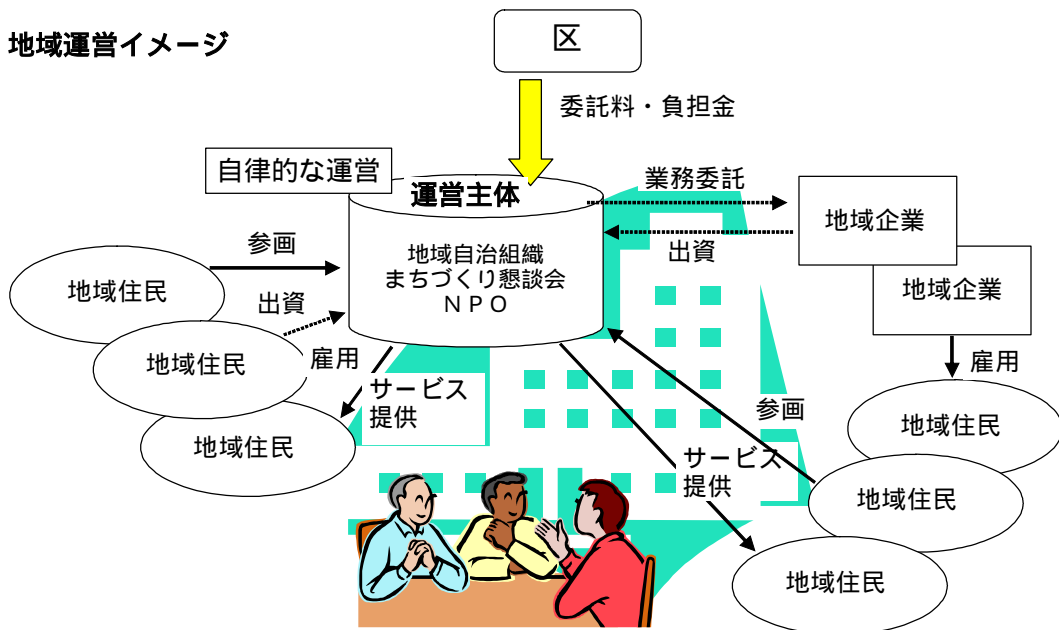 地域運営イメージ
区
委託料・負担金
自律的な運営
運営主体
地域自治組織
まちづくり懇談会
ＮＰＯ
業務委託
出資
地域企業
地域企業
雇用
参画
出資
地域住民
地域住民
地域住民
雇用
サービス
提供
参画
サービス
提供
地域住民
地域住民
地域住民